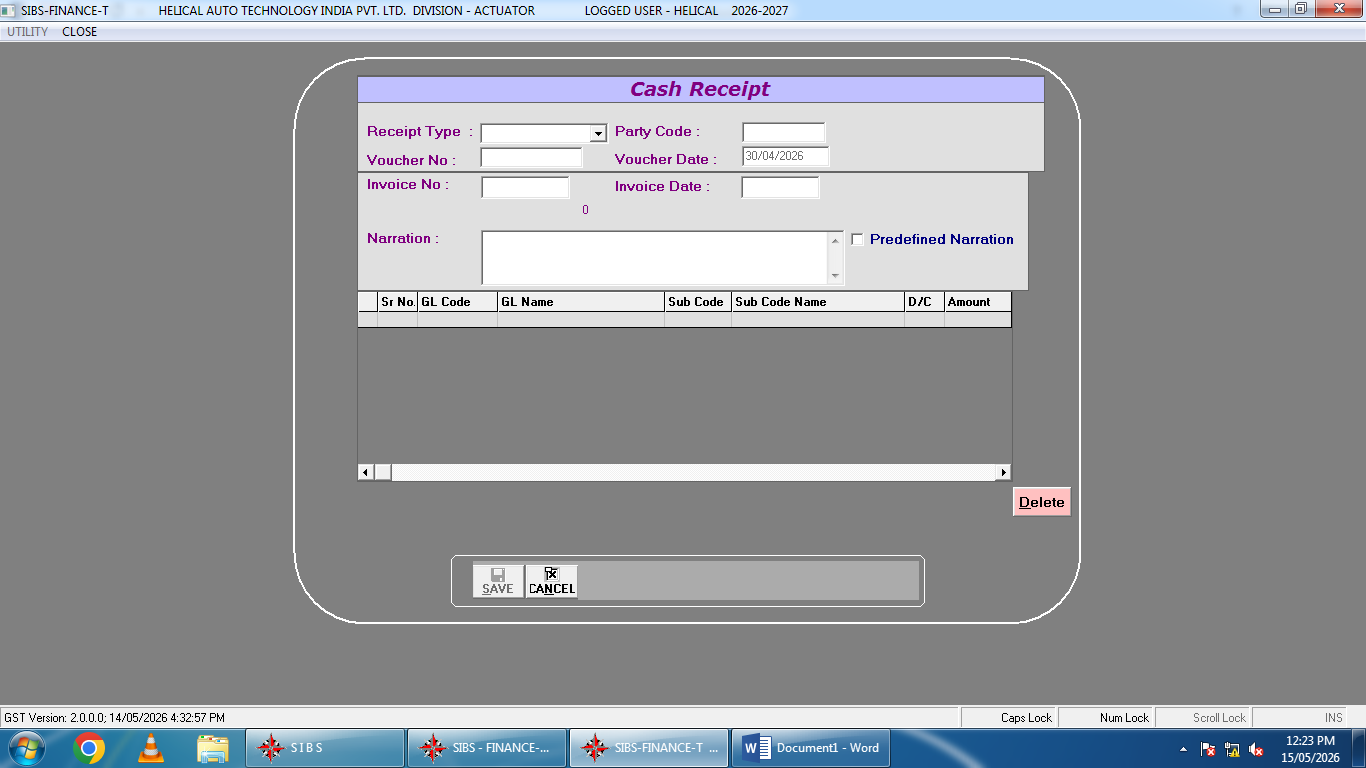 SIBS-FINANCE-T HELICAL AUTO TECHNOLOGY INDIA PVT. LTD. DIVISION - ACTUATOR LOGGED USER - HELICAL 2026-2027
UTILITY CLOSE
Cash Receipt
Receipt Type : Party Code :
Voucher No : Voucher Date : 30/04/2026
Invoice No : Invoice Date :
0
Narration : Predefined Narration
Sr No. GL Code GL Name Sub Code Sub Code Name D/C Amount
Delete
SAVE CANCEL
GST Version: 2.0.0.0; 14/05/2026 4:32:57 PM Caps Lock Num Lock Scroll Lock INS
S I B S SIBS - FINANCE-... SIBS-FINANCE-T ... Document1 - Word 12:23 PM
15/05/2026